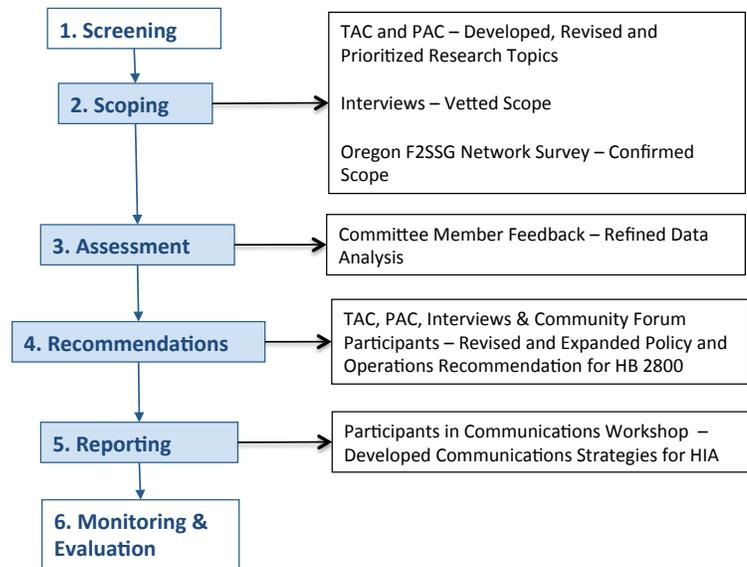 1. Screening
TAC and PAC – Developed, Revised and
Prioritized Research Topics
2. Scoping
Interviews – Vetted Scope
Oregon F2SSG Network Survey – Confirmed
Scope
3. Assessment
Committee Member Feedback – Refined Data
Analysis
4. Recommendations
TAC, PAC, Interviews & Community Forum
Participants – Revised and Expanded Policy and
Operations Recommendation for HB 2800
5. Reporting
Participants in Communications Workshop –
Developed Communications Strategies for HIA
6. Monitoring &
Evaluation